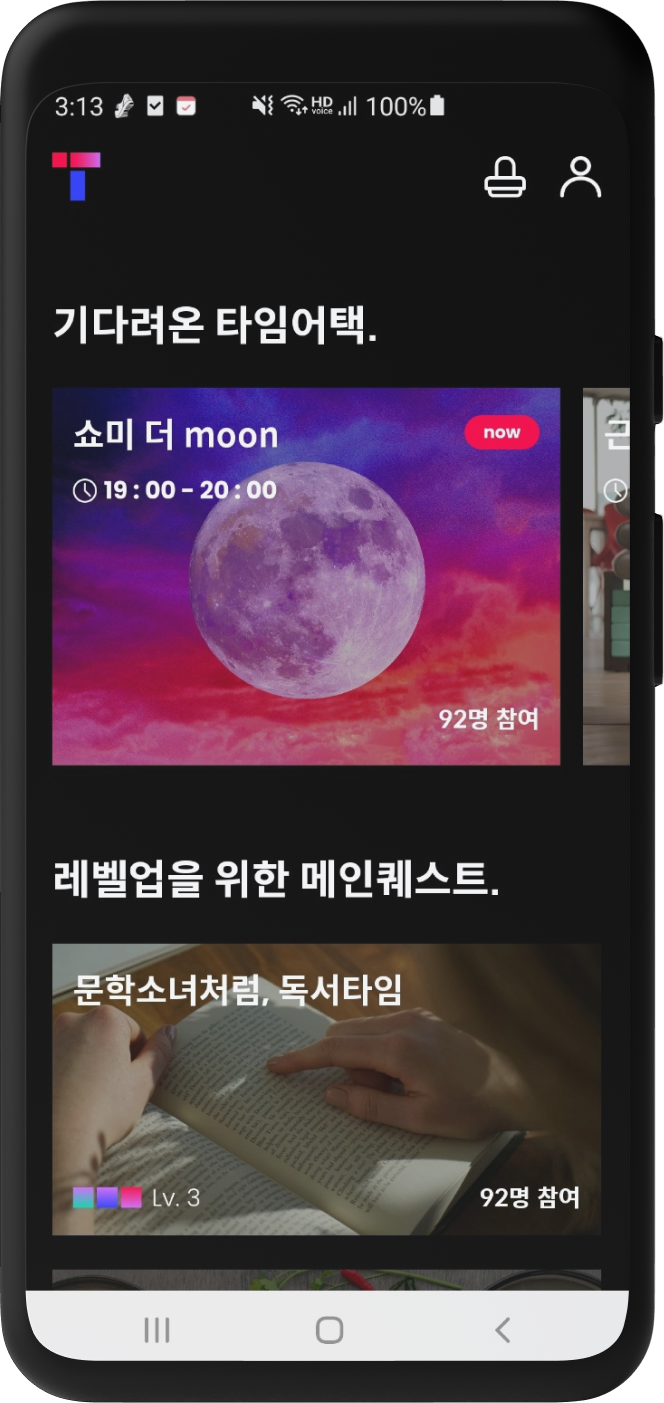 3:13
HD voice
100%
기다려온 타임어택.
쇼미 더 moon
now
19 : 00 - 20 : 00
92명 참여
레벨업을 위한 메인퀘스트.
문학소녀처럼, 독서타임
Lv. 3
92명 참여